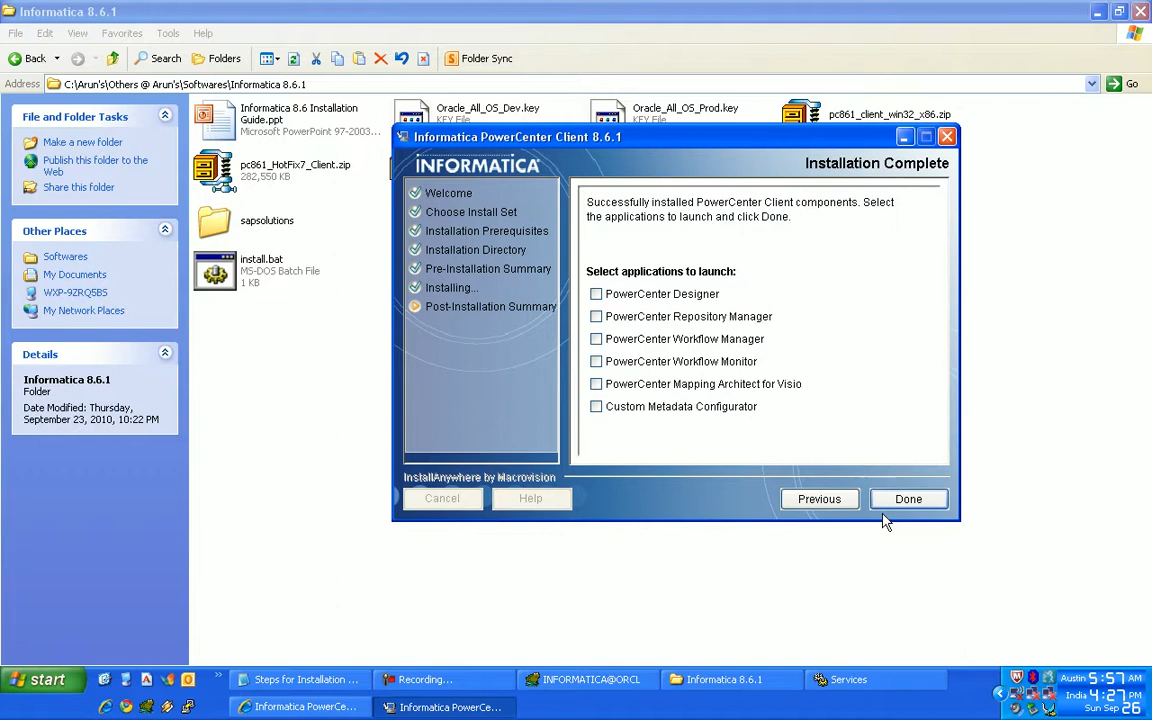 Informatica 8.6.1
File Edit View Favorites Tools Help
Back Search Folders Folder Sync
Address C:\Arun's\Others @ Arun's\Softwares\Informatica 8.6.1 Go
File and Folder Tasks
Make a new folder
Publish this folder to the
Web
Share this folder
Other Places
Softwares
My Documents
WXP-9ZRQ5BS
My Network Places
Details
Informatica 8.6.1
Folder
Date Modified: Thursday,
September 23, 2010, 10:22 PM
Informatica 8.6 Installation
Guide.ppt
Microsoft PowerPoint 97-2003...
Oracle_All_OS_Dev.key
KEY File
Oracle_All_OS_Prod.key
KEY File
pc861_client_win32_x86.zip
pc861_HotFix7_Client.zip
282,550 KB
sapsolutions
install.bat
MS-DOS Batch File
1 KB
Informatica PowerCenter Client 8.6.1
INFORMATICA
Installation Complete
Welcome
Choose Install Set
Installation Prerequisites
Installation Directory
Pre-Installation Summary
Installing...
Post-Installation Summary
Successfully installed PowerCenter Client components. Select
the applications to launch and click Done.
Select applications to launch:
PowerCenter Designer
PowerCenter Repository Manager
PowerCenter Workflow Manager
PowerCenter Workflow Monitor
PowerCenter Mapping Architect for Visio
Custom Metadata Configurator
InstallAnywhere by Macrovision
Cancel Help Previous Done
start
Steps for Installation ...
Recording...
INFORMATICA@ORCL
Informatica 8.6.1
Services
Informatica PowerCe...
Informatica PowerCe...
Austin 5:57 AM
India 4:27 PM
Sun Sep 26